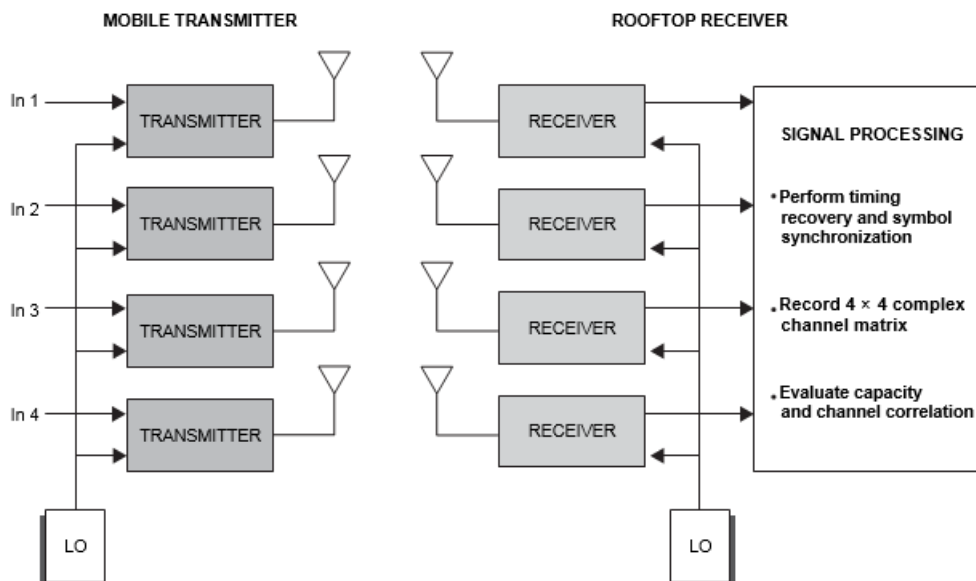 MOBILE TRANSMITTER
ROOFTOP RECEIVER
In 1
TRANSMITTER
RECEIVER
SIGNAL PROCESSING
In 2
TRANSMITTER
RECEIVER
• Perform timing
recovery and symbol
synchronization
In 3
TRANSMITTER
RECEIVER
• Record 4 × 4 complex
channel matrix
In 4
TRANSMITTER
RECEIVER
• Evaluate capacity
and channel correlation
LO
LO